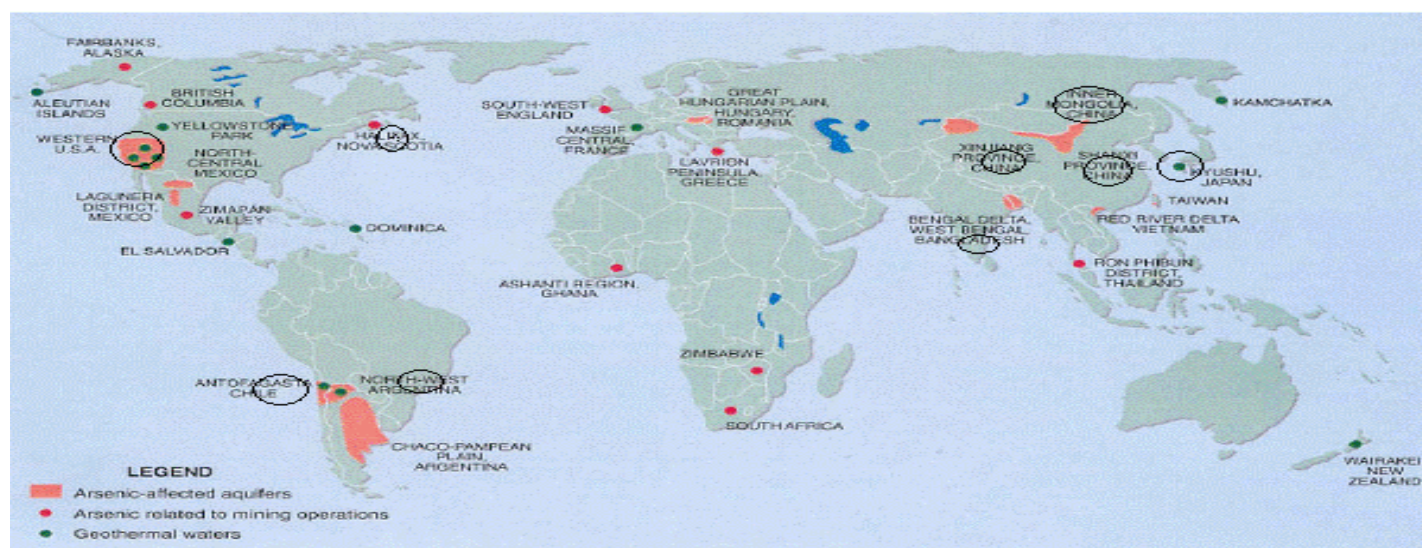 FAIRBANKS,
ALASKA
ALEUTIAN
ISLANDS
BRITISH
COLUMBIA
YELLOWSTONE
PARK
WESTERN
U.S.A.
NORTH-
CENTRAL
MEXICO
HALIFAX,
NOVA SCOTIA
LAGUNERA
DISTRICT,
MEXICO
ZIMAPAN
VALLEY
DOMINICA
EL SALVADOR
ANTOFAGASTA
CHILE
NORTH-WEST
ARGENTINA
CHACO-PAMPEAN
PLAIN,
ARGENTINA
SOUTH-WEST
ENGLAND
MASSIF
CENTRAL,
FRANCE
GREAT
HUNGARIAN PLAIN,
HUNGARY,
ROMANIA
LAVRION
PENINSULA,
GREECE
ASHANTI REGION,
GHANA
ZIMBABWE
SOUTH AFRICA
INNER
MONGOLIA,
CHINA
KAMCHATKA
XINJIANG
PROVINCE,
CHINA
SHANXI
PROVINCE,
CHINA
KYUSHU,
JAPAN
TAIWAN
BENGAL DELTA,
WEST BENGAL,
BANGLADESH
RED RIVER DELTA
VIETNAM
RON PHIBUN
DISTRICT,
THAILAND
WAIRAKEI
NEW
ZEALAND
LEGEND
Arsenic-affected aquifers
Arsenic related to mining operations
Geothermal waters